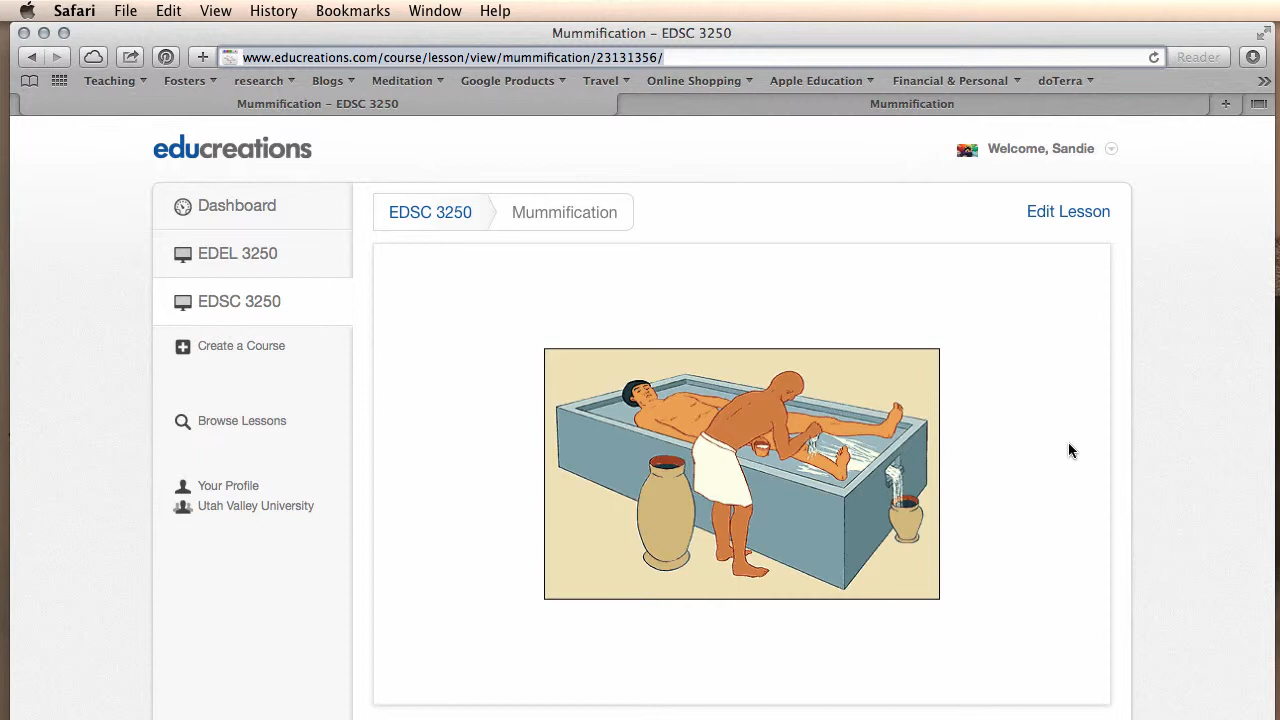 Safari File Edit View History Bookmarks Window Help
Mummification – EDSC 3250
www.educreations.com/course/lesson/view/mummification/23131356/
Reader
Teaching Fosters research Blogs Meditation Google Products Travel Online Shopping Apple Education Financial & Personal doTerra
Mummification – EDSC 3250 Mummification
educreations
Welcome, Sandie
Dashboard
EDSC 3250 Mummification
Edit Lesson
EDEL 3250
EDSC 3250
Create a Course
Browse Lessons
Your Profile
Utah Valley University